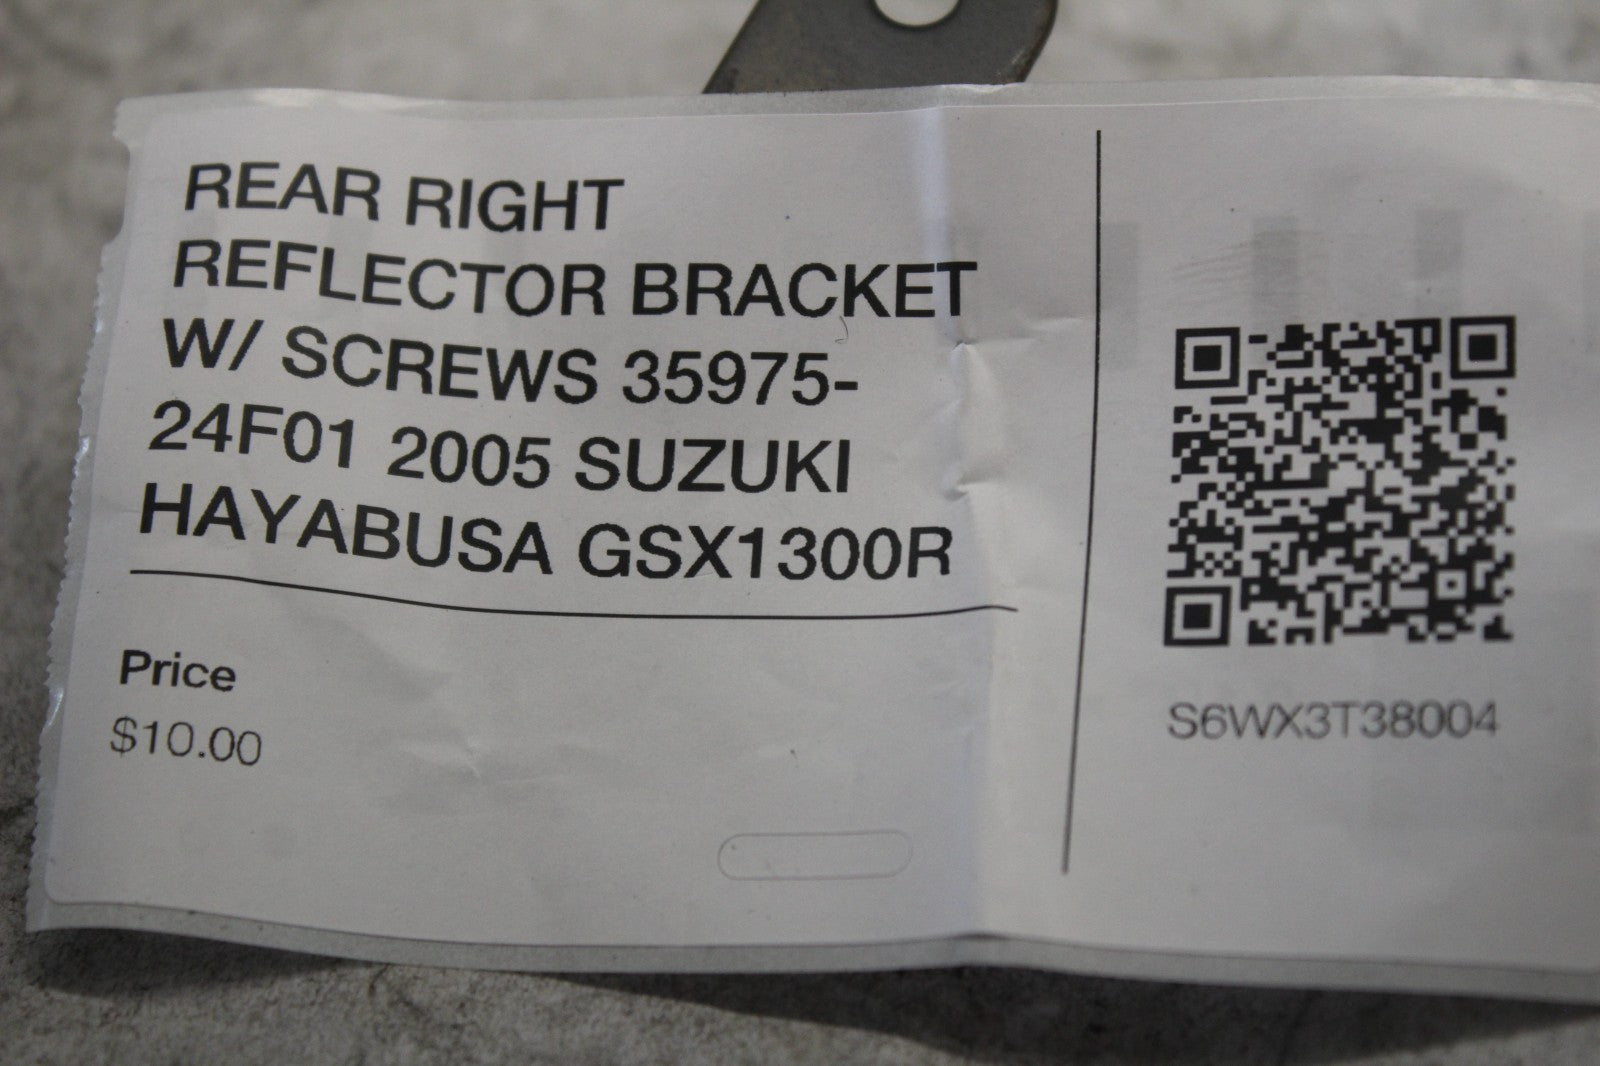 REAR RIGHT
REFLECTOR BRACKET
W/ SCREWS 35975-
24F01 2005 SUZUKI
HAYABUSA GSX1300R
Price
$10.00
S6WX3T38004